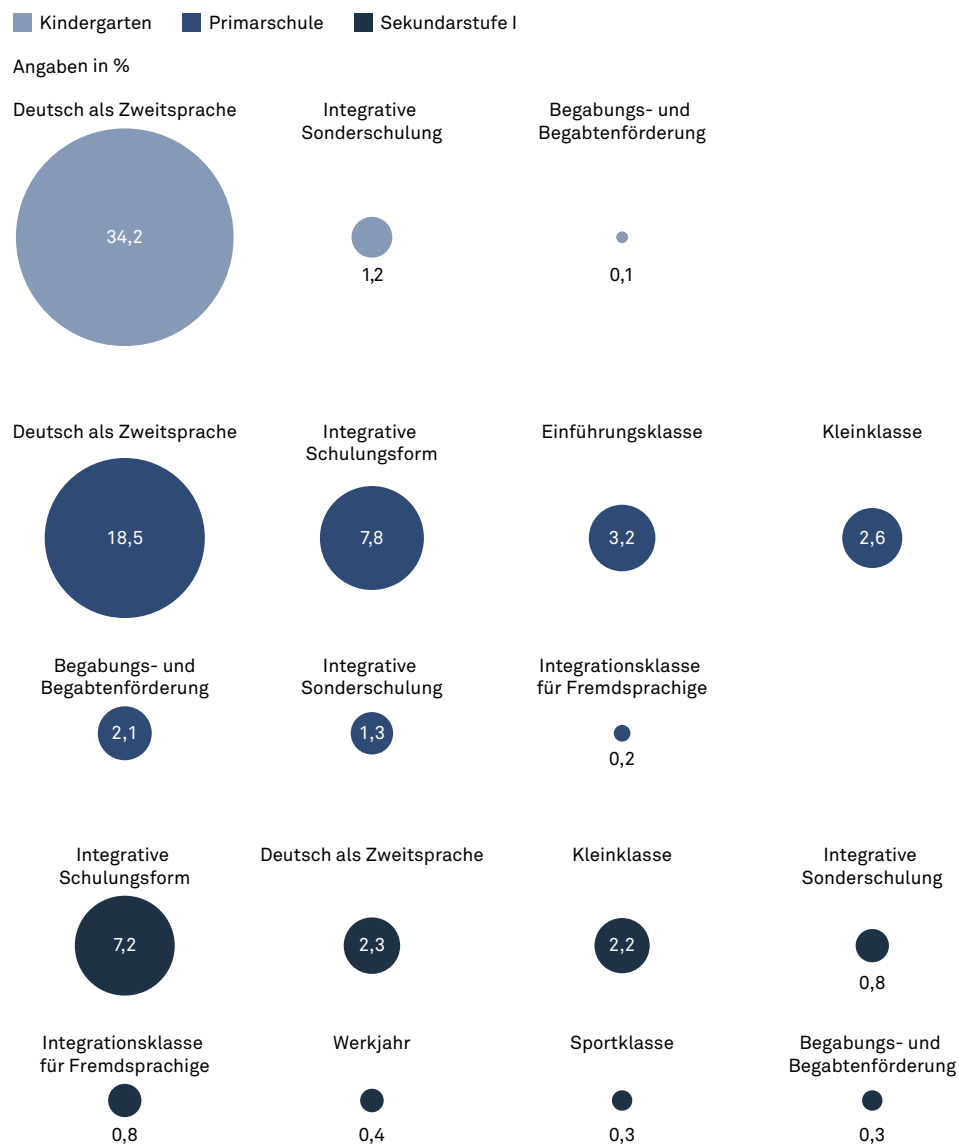 Kindergarten Primarschule Sekundarstufe I
Angaben in %
Deutsch als Zweitsprache
34,2
Integrative
Sonderschulung
1,2
Begabungs- und
Begabtenförderung
0,1
Deutsch als Zweitsprache
18,5
Integrative
Schulungsform
7,8
Einführungsklasse
3,2
Kleinklasse
2,6
Begabungs- und
Begabtenförderung
2,1
Integrative
Sonderschulung
1,3
Integrationsklasse
für Fremdsprachige
0,2
Integrative
Schulungsform
7,2
Deutsch als Zweitsprache
2,3
Kleinklasse
2,2
Integrative
Sonderschulung
0,8
Integrationsklasse
für Fremdsprachige
0,8
Werkjahr
0,4
Sportklasse
0,3
Begabungs- und
Begabtenförderung
0,3